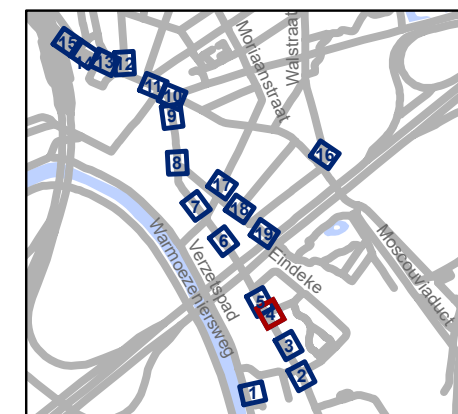 Moriaanstraat
Walstraat
13
12
11
10
9
8
16
17
18
7
19
6
Eindeke
Moscouviaduct
Verzetspad
Warmoezeniersweg
5
4
3
2
1